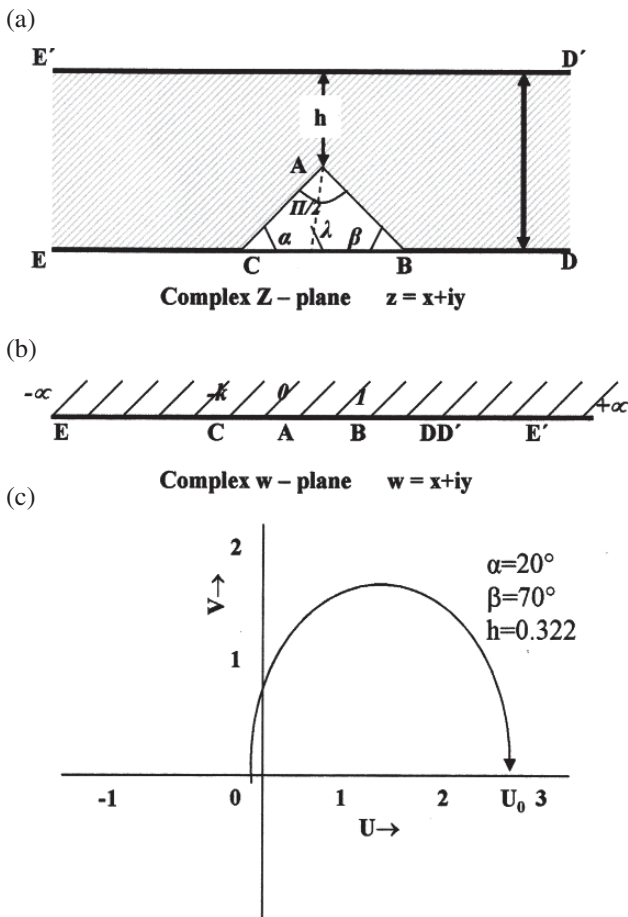 (a)
E′ D′
h
A
Π/2
α λ β
E C B D
Complex Z – plane z = x+iy
(b)
-∝ -k 0 1 +∝
E C A B DD′ E′
Complex w – plane w = x+iy
(c)
2
α=20°
β=70°
h=0.322
V→
1
-1 0 1 2 U₀ 3
U→